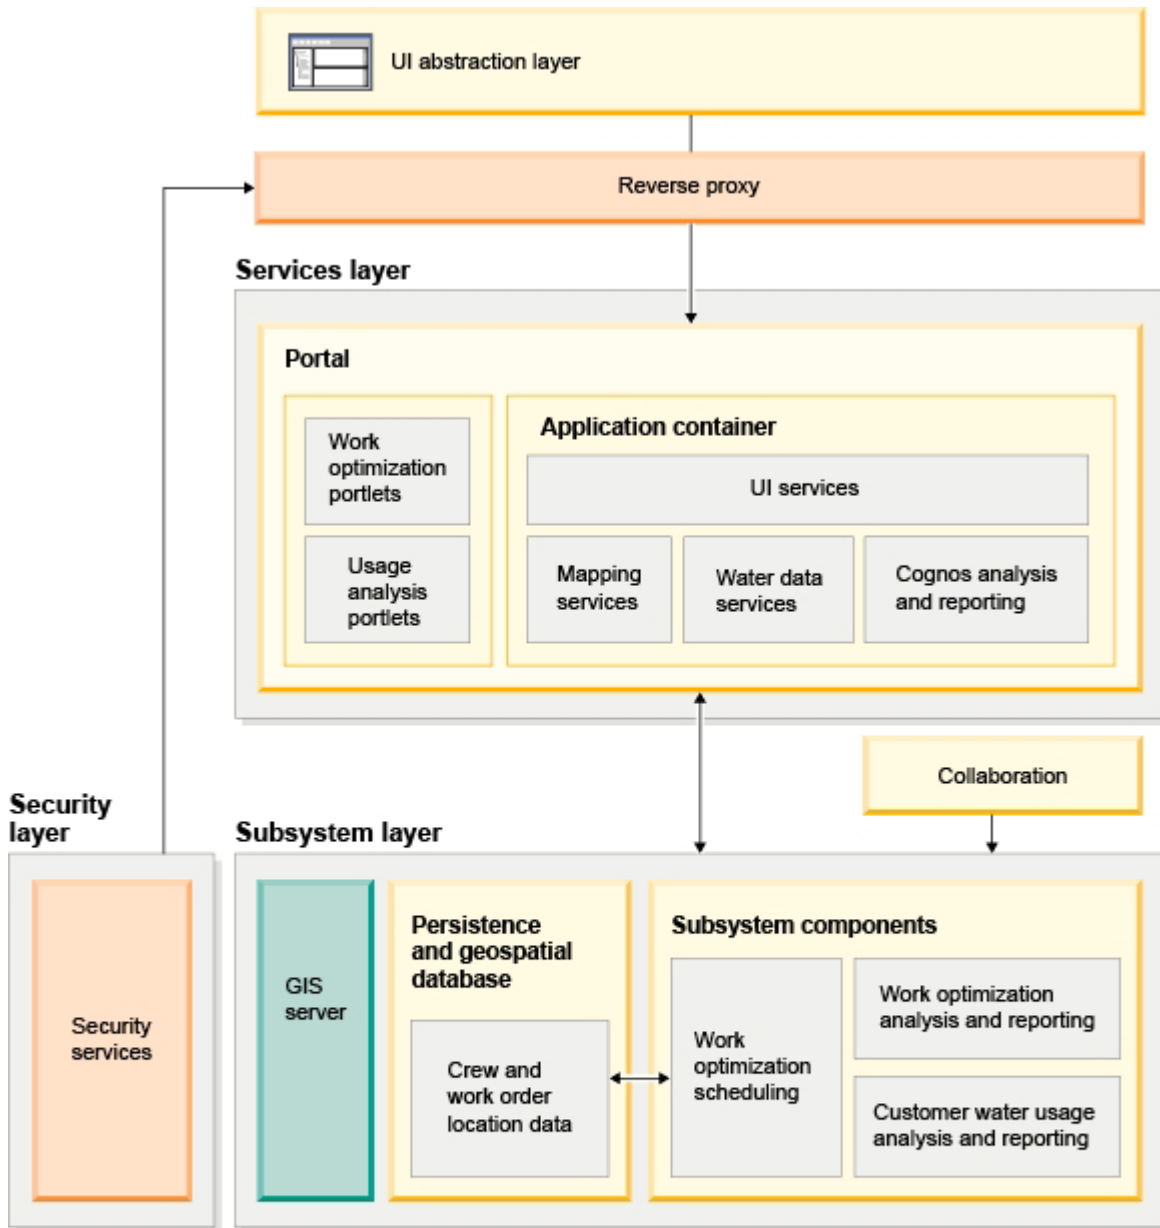 UI abstraction layer
Reverse proxy
Services layer
Portal
Work
optimization
portlets
Usage
analysis
portlets
Application container
UI services
Mapping
services
Water data
services
Cognos analysis
and reporting
Collaboration
Security
layer
Security
services
Subsystem layer
GIS
server
Persistence
and geospatial
database
Crew and
work order
location data
Subsystem components
Work
optimization
scheduling
Work optimization
analysis and reporting
Customer water usage
analysis and reporting